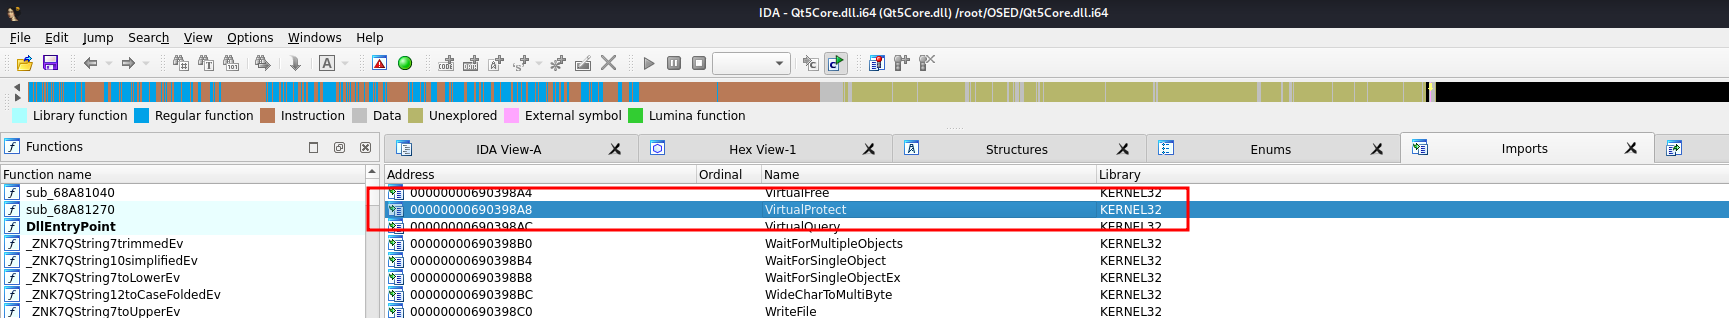 IDA - Qt5Core.dll.i64 (Qt5Core.dll) /root/OSED/Qt5Core.dll.i64
File Edit Jump Search View Options Windows Help
Library function Regular function Instruction Data Unexplored External symbol Lumina function
Functions IDA View-A Hex View-1 Structures Enums Imports
Function name Address Ordinal Name Library
sub_68A81040 00000000690398A4 VirtualFree KERNEL32
sub_68A81270 00000000690398A8 VirtualProtect KERNEL32
DllEntryPoint 00000000690398AC VirtualQuery KERNEL32
_ZNK7QString7trimmedEv 00000000690398B0 WaitForMultipleObjects KERNEL32
_ZNK7QString10simplifiedEv 00000000690398B4 WaitForSingleObject KERNEL32
_ZNK7QString7toLowerEv 00000000690398B8 WaitForSingleObjectEx KERNEL32
_ZNK7QString12toCaseFoldedEv 00000000690398BC WideCharToMultiByte KERNEL32
_ZNK7QString7toUpperEv 00000000690398C0 WriteFile KERNEL32